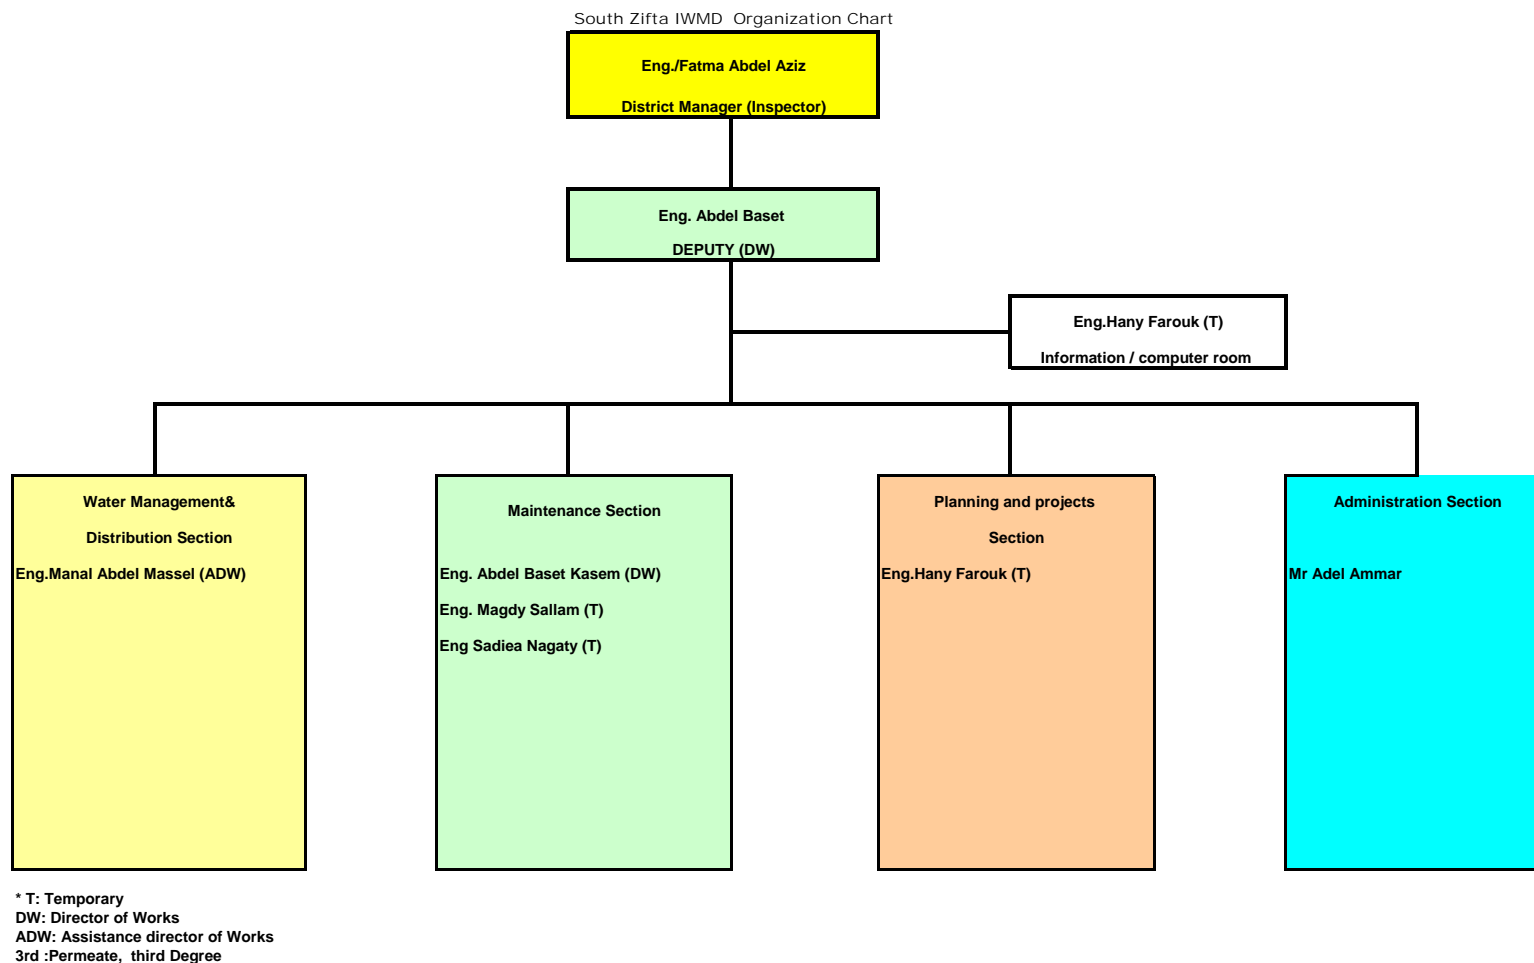 South Zifta IWMD Organization Chart
Eng./Fatma Abdel Aziz
District Manager (Inspector)
Eng. Abdel Baset
DEPUTY (DW)
Eng.Hany Farouk (T)
Information / computer room
Water Management&
Distribution Section
Eng.Manal Abdel Massel (ADW)
Maintenance Section
Eng. Abdel Baset Kasem (DW)
Eng. Magdy Sallam (T)
Eng Sadiea Nagaty (T)
Planning and projects
Section
Eng.Hany Farouk (T)
Administration Section
Mr Adel Ammar
* T: Temporary
DW: Director of Works
ADW: Assistance director of Works
3rd :Permeate, third Degree